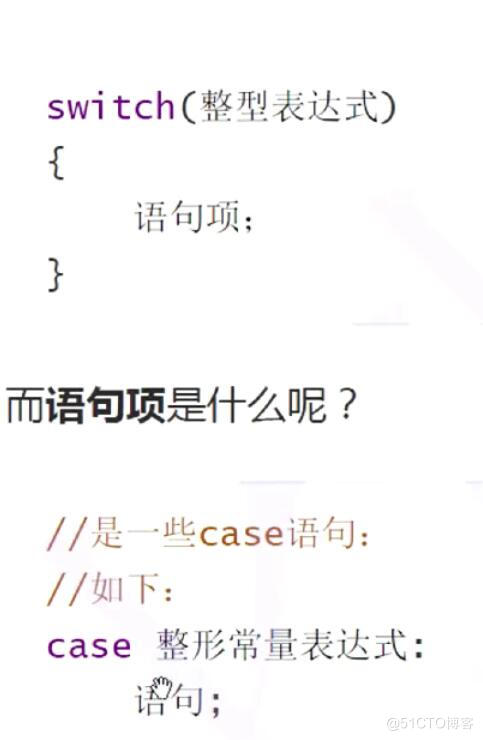 switch(整型表达式)
{
语句项;
}
而语句项是什么呢？
//是一些case语句:
//如下:
case 整形常量表达式:
语句;
@51CTO博客